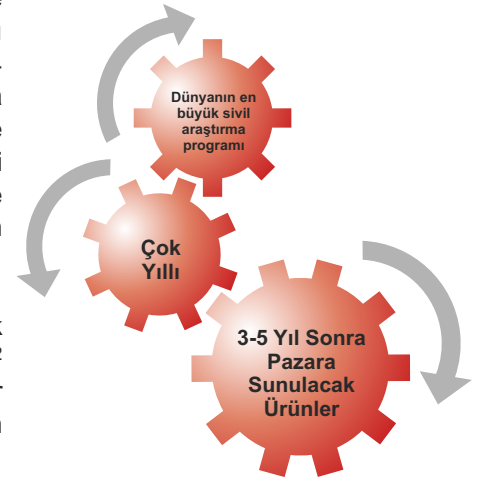 Dünyanın en
büyük sivil
araştırma
programı
Çok
Yıllı
3-5 Yıl Sonra
Pazara
Sunulacak
Ürünler